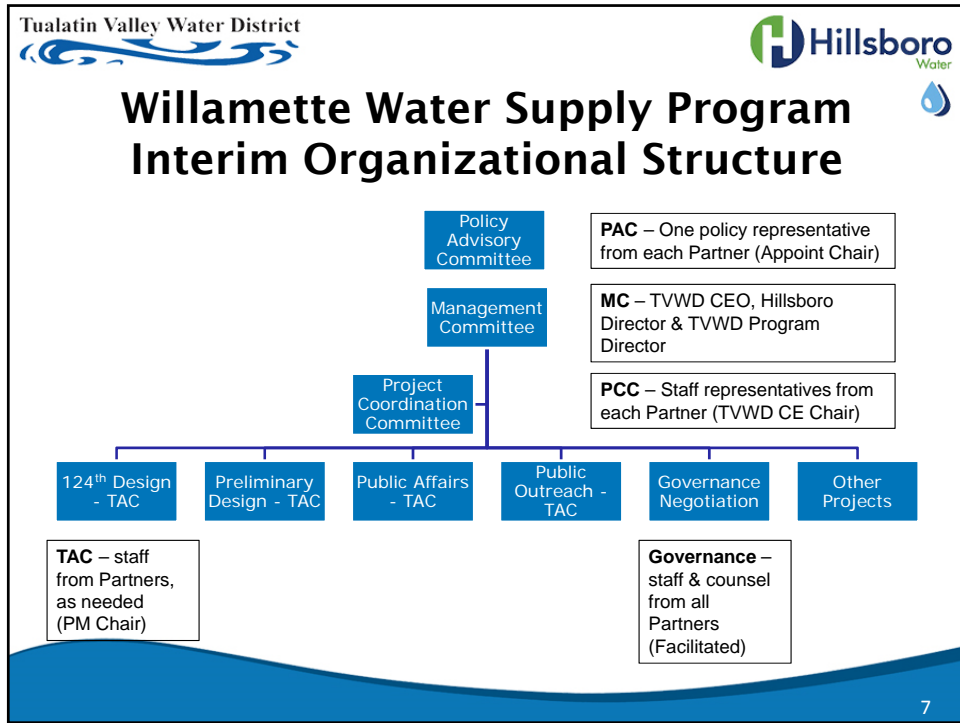 Tualatin Valley Water District
Hillsboro
Water
Willamette Water Supply Program
Interim Organizational Structure
Policy
Advisory
Committee
PAC – One policy representative
from each Partner (Appoint Chair)
Management
Committee
MC – TVWD CEO, Hillsboro
Director & TVWD Program
Director
Project
Coordination
Committee
PCC – Staff representatives from
each Partner (TVWD CE Chair)
124th Design
- TAC
Preliminary
Design - TAC
Public Affairs
- TAC
Public
Outreach -
TAC
Governance
Negotiation
Other
Projects
TAC – staff
from Partners,
as needed
(PM Chair)
Governance –
staff & counsel
from all
Partners
(Facilitated)
7